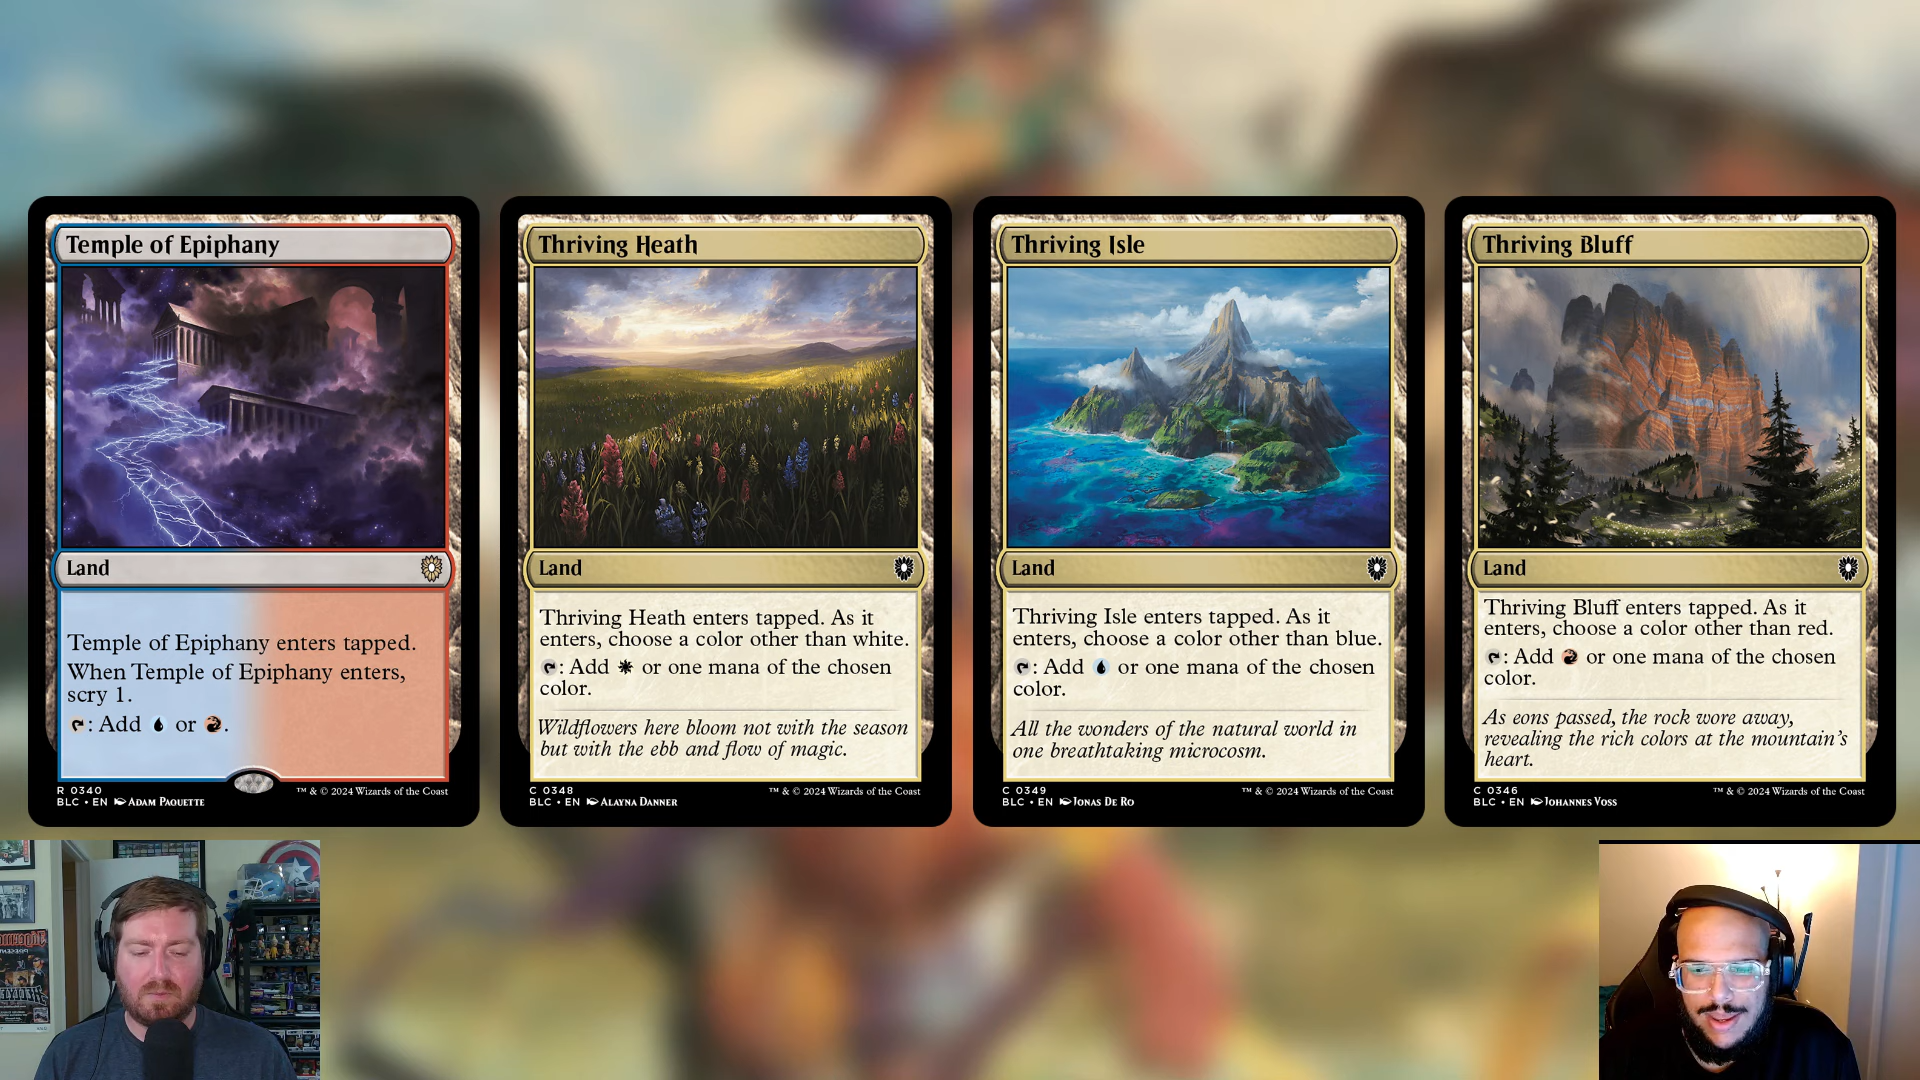 Temple of Epiphany
Land
Temple of Epiphany enters tapped.
When Temple of Epiphany enters,
scry 1.
: Add or .
R 0340
BLC • EN Adam Paquette
™ & © 2024 Wizards of the Coast
Thriving Heath
Land
Thriving Heath enters tapped. As it
enters, choose a color other than white.
: Add or one mana of the chosen
color.
Wildflowers here bloom not with the season
but with the ebb and flow of magic.
C 0348
BLC • EN Alayna Danner
™ & © 2024 Wizards of the Coast
Thriving Isle
Land
Thriving Isle enters tapped. As it
enters, choose a color other than blue.
: Add or one mana of the chosen
color.
All the wonders of the natural world in
one breathtaking microcosm.
C 0349
BLC • EN Jonas De Ro
™ & © 2024 Wizards of the Coast
Thriving Bluff
Land
Thriving Bluff enters tapped. As it
enters, choose a color other than red.
: Add or one mana of the chosen
color.
As eons passed, the rock wore away,
revealing the rich colors at the mountain's
heart.
C 0346
BLC • EN Johannes Voss
™ & © 2024 Wizards of the Coast